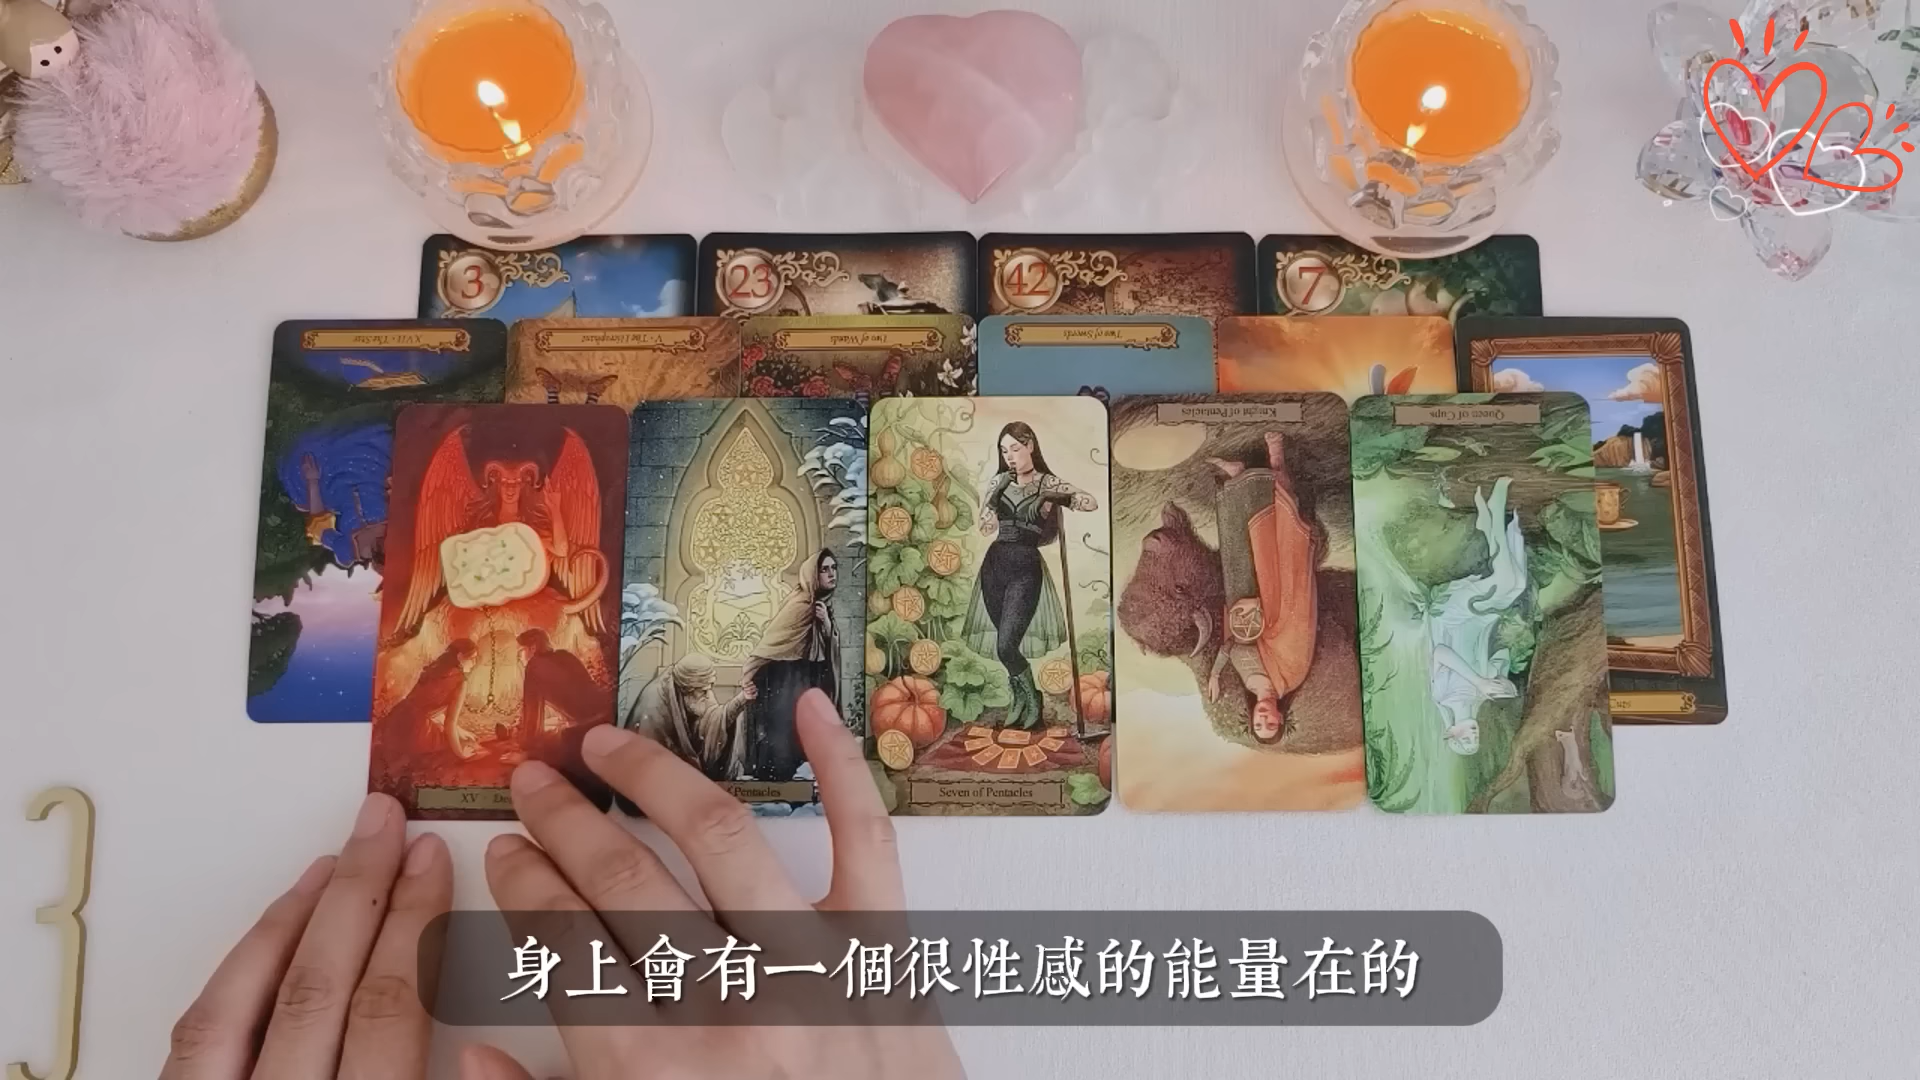 3
23
42
7
XVII · The Star
V · The Hierophant
Two of Wands
Two of Swords
Knight of Pentacles
Queen of Cups
XV
of Pentacles
Seven of Pentacles
3
身上會有一個很性感的能量在的